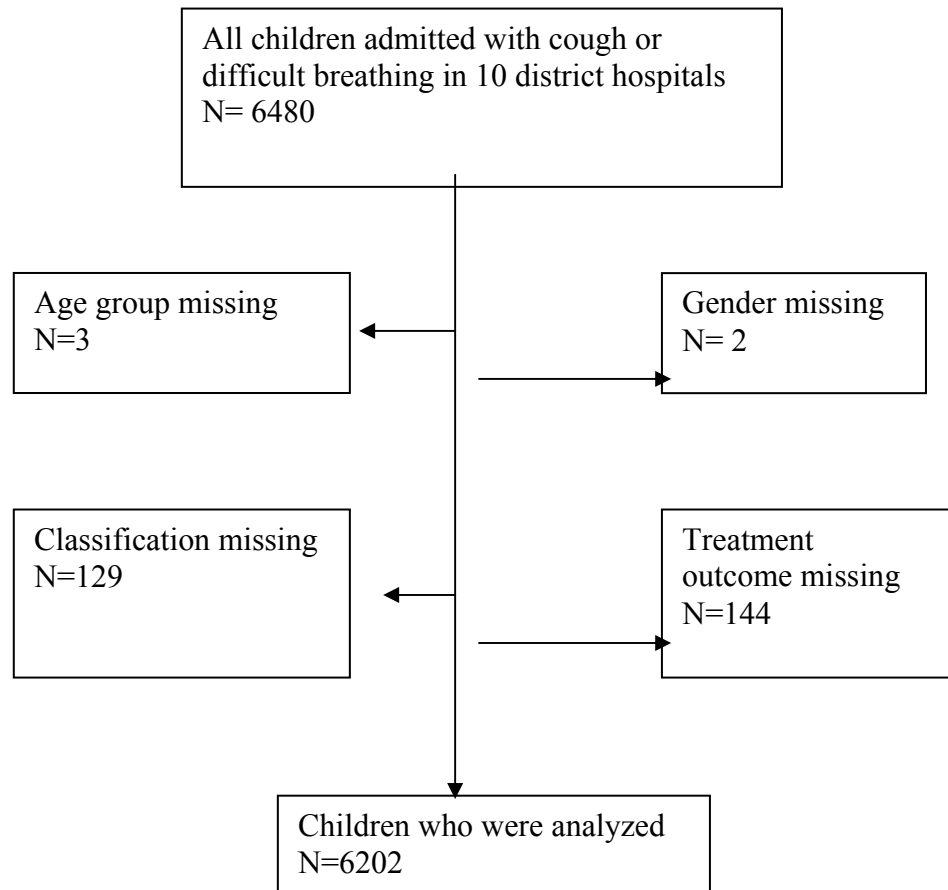 All children admitted with cough or
difficult breathing in 10 district hospitals
N= 6480
Age group missing
N=3
Gender missing
N= 2
Classification missing
N=129
Treatment
outcome missing
N=144
Children who were analyzed
N=6202